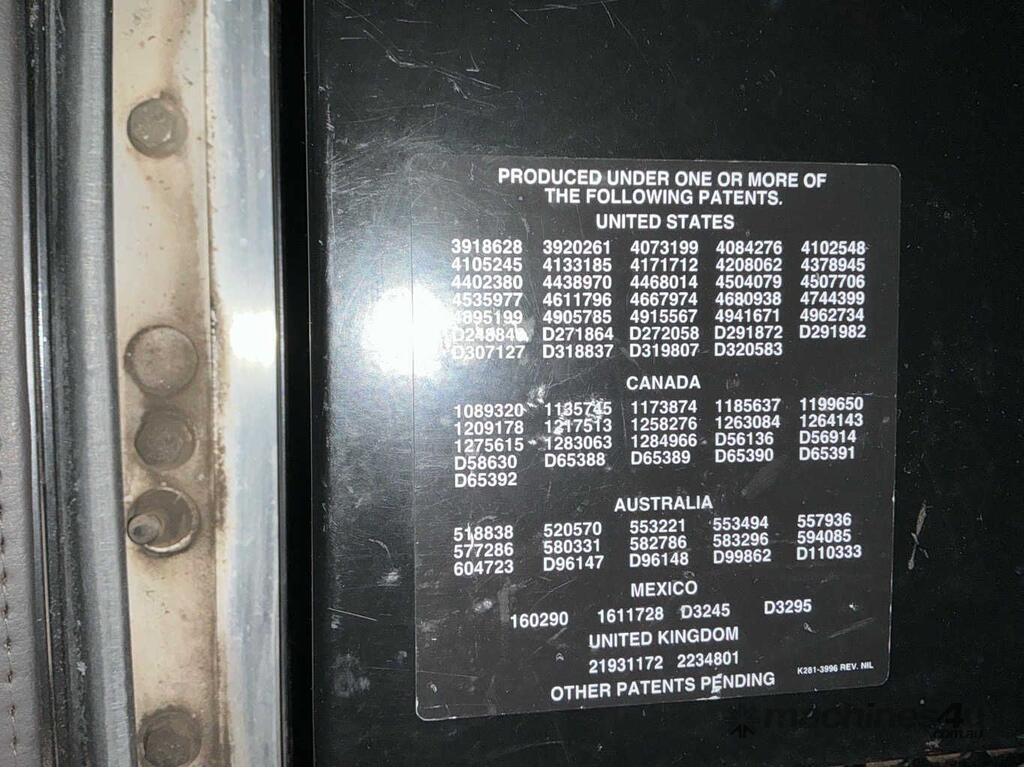 PRODUCED UNDER ONE OR MORE OF
THE FOLLOWING PATENTS.
UNITED STATES
3918628 3920261 4073199 4084276 4102548
4105245 4133185 4171712 4208062 4378945
4402380 4438970 4468014 4504079 4507706
4535977 4611796 4667974 4680938 4744399
4895199 4905785 4915567 4941671 4962734
D271864 D272058 D291872 D291982
D307127 D318837 D319807 D320583
CANADA
1089320 1135745 1173874 1185637 1199650
1209178 1217513 1258276 1263084 1264143
1275615 1283063 1284966 D56136 D56914
D58630 D65388 D65389 D65390 D65391
D65392
AUSTRALIA
518838 520570 553221 553494 557936
577286 580331 582786 583296 594085
604723 D96147 D96148 D99862 D110333
MEXICO
160290 1611728 D3245 D3295
UNITED KINGDOM
21931172 2234801
OTHER PATENTS PENDING
K281-3996 REV. NIL
machines4u
.com.au